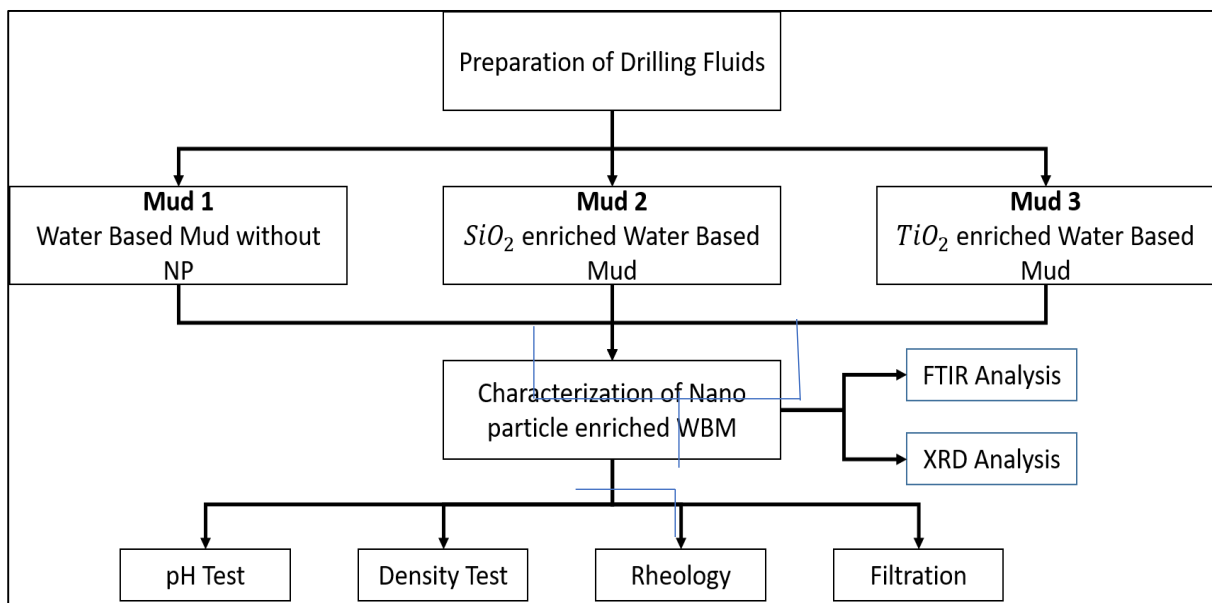 Preparation of Drilling Fluids
Mud 1
Water Based Mud without
NP
Mud 2
SiO₂ enriched Water Based
Mud
Mud 3
TiO₂ enriched Water Based
Mud
Characterization of Nano
particle enriched WBM
FTIR Analysis
XRD Analysis
pH Test
Density Test
Rheology
Filtration